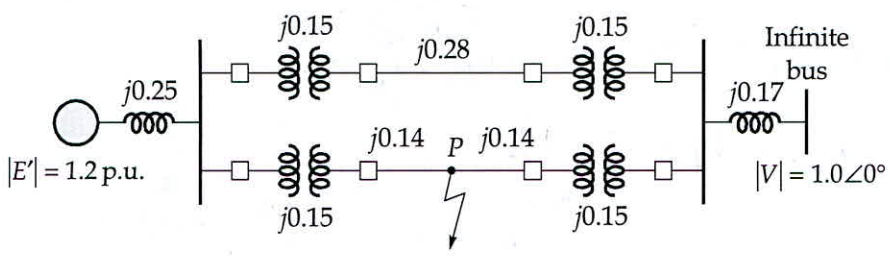 j0.15
j0.28
j0.15
Infinite
bus
j0.25
j0.17
j0.14
P
j0.14
|E′| = 1.2 p.u.
|V| = 1.0∠0°
j0.15
j0.15